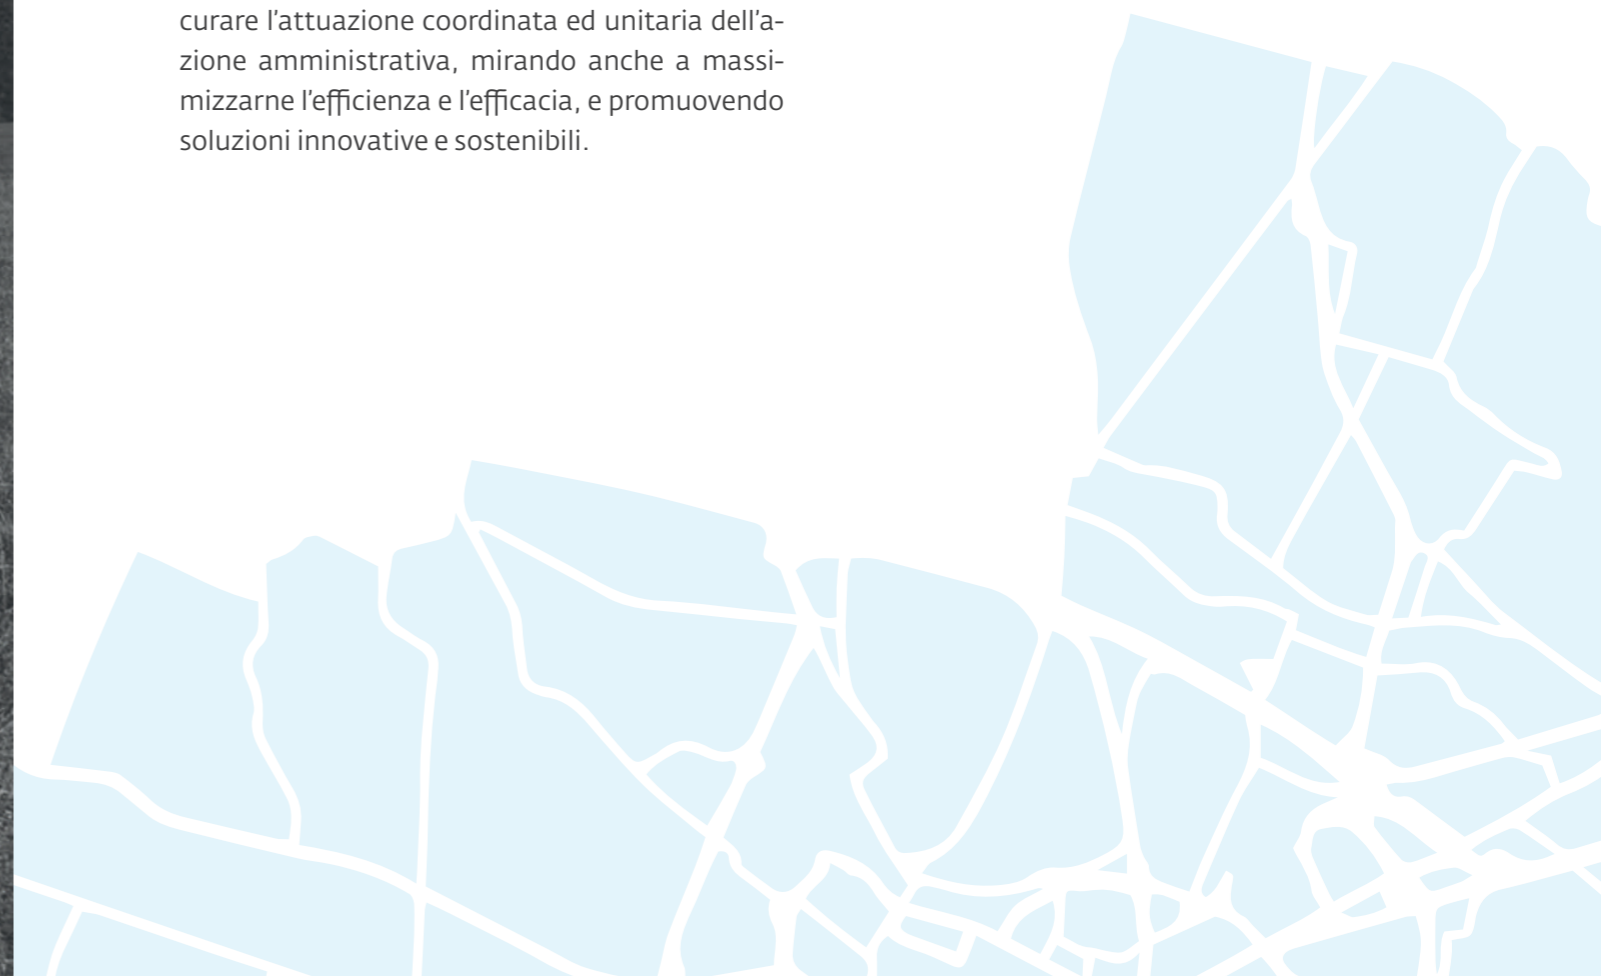 curare l'attuazione coordinata ed unitaria dell'a-
zione amministrativa, mirando anche a massi-
mizzarne l'efficienza e l'efficacia, e promuovendo
soluzioni innovative e sostenibili.